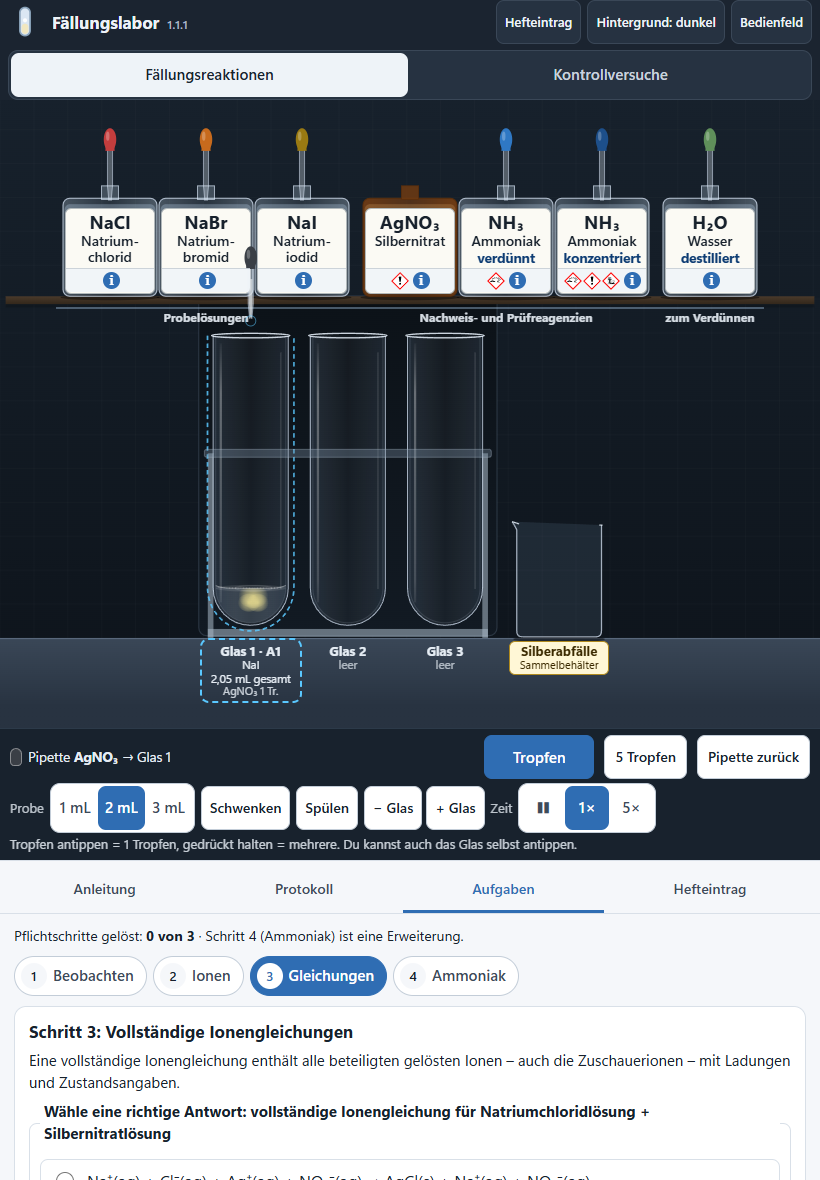 Fällungslabor 1.1.1
Hefteintrag
Hintergrund: dunkel
Bedienfeld
Fällungsreaktionen
Kontrollversuche
NaCl
Natrium-
chlorid
NaBr
Natrium-
bromid
NaI
Natrium-
iodid
AgNO₃
Silbernitrat
NH₃
Ammoniak
verdünnt
NH₃
Ammoniak
konzentriert
H₂O
Wasser
destilliert
Probelösungen
Nachweis- und Prüfreagenzien
zum Verdünnen
Glas 1 · A1
NaI
2,05 mL gesamt
AgNO₃ 1 Tr.
Glas 2
leer
Glas 3
leer
Silberabfälle
Sammelbehälter
Pipette AgNO₃ → Glas 1
Tropfen
5 Tropfen
Pipette zurück
Probe
1 mL
2 mL
3 mL
Schwenken
Spülen
− Glas
+ Glas
Zeit
1×
5×
Tropfen antippen = 1 Tropfen, gedrückt halten = mehrere. Du kannst auch das Glas selbst antippen.
Anleitung
Protokoll
Aufgaben
Hefteintrag
Pflichtschritte gelöst: 0 von 3 · Schritt 4 (Ammoniak) ist eine Erweiterung.
1 Beobachten
2 Ionen
3 Gleichungen
4 Ammoniak
Schritt 3: Vollständige Ionengleichungen
Eine vollständige Ionengleichung enthält alle beteiligten gelösten Ionen – auch die Zuschauerionen – mit Ladungen
und Zustandsangaben.
Wähle eine richtige Antwort: vollständige Ionengleichung für Natriumchloridlösung +
Silbernitratlösung